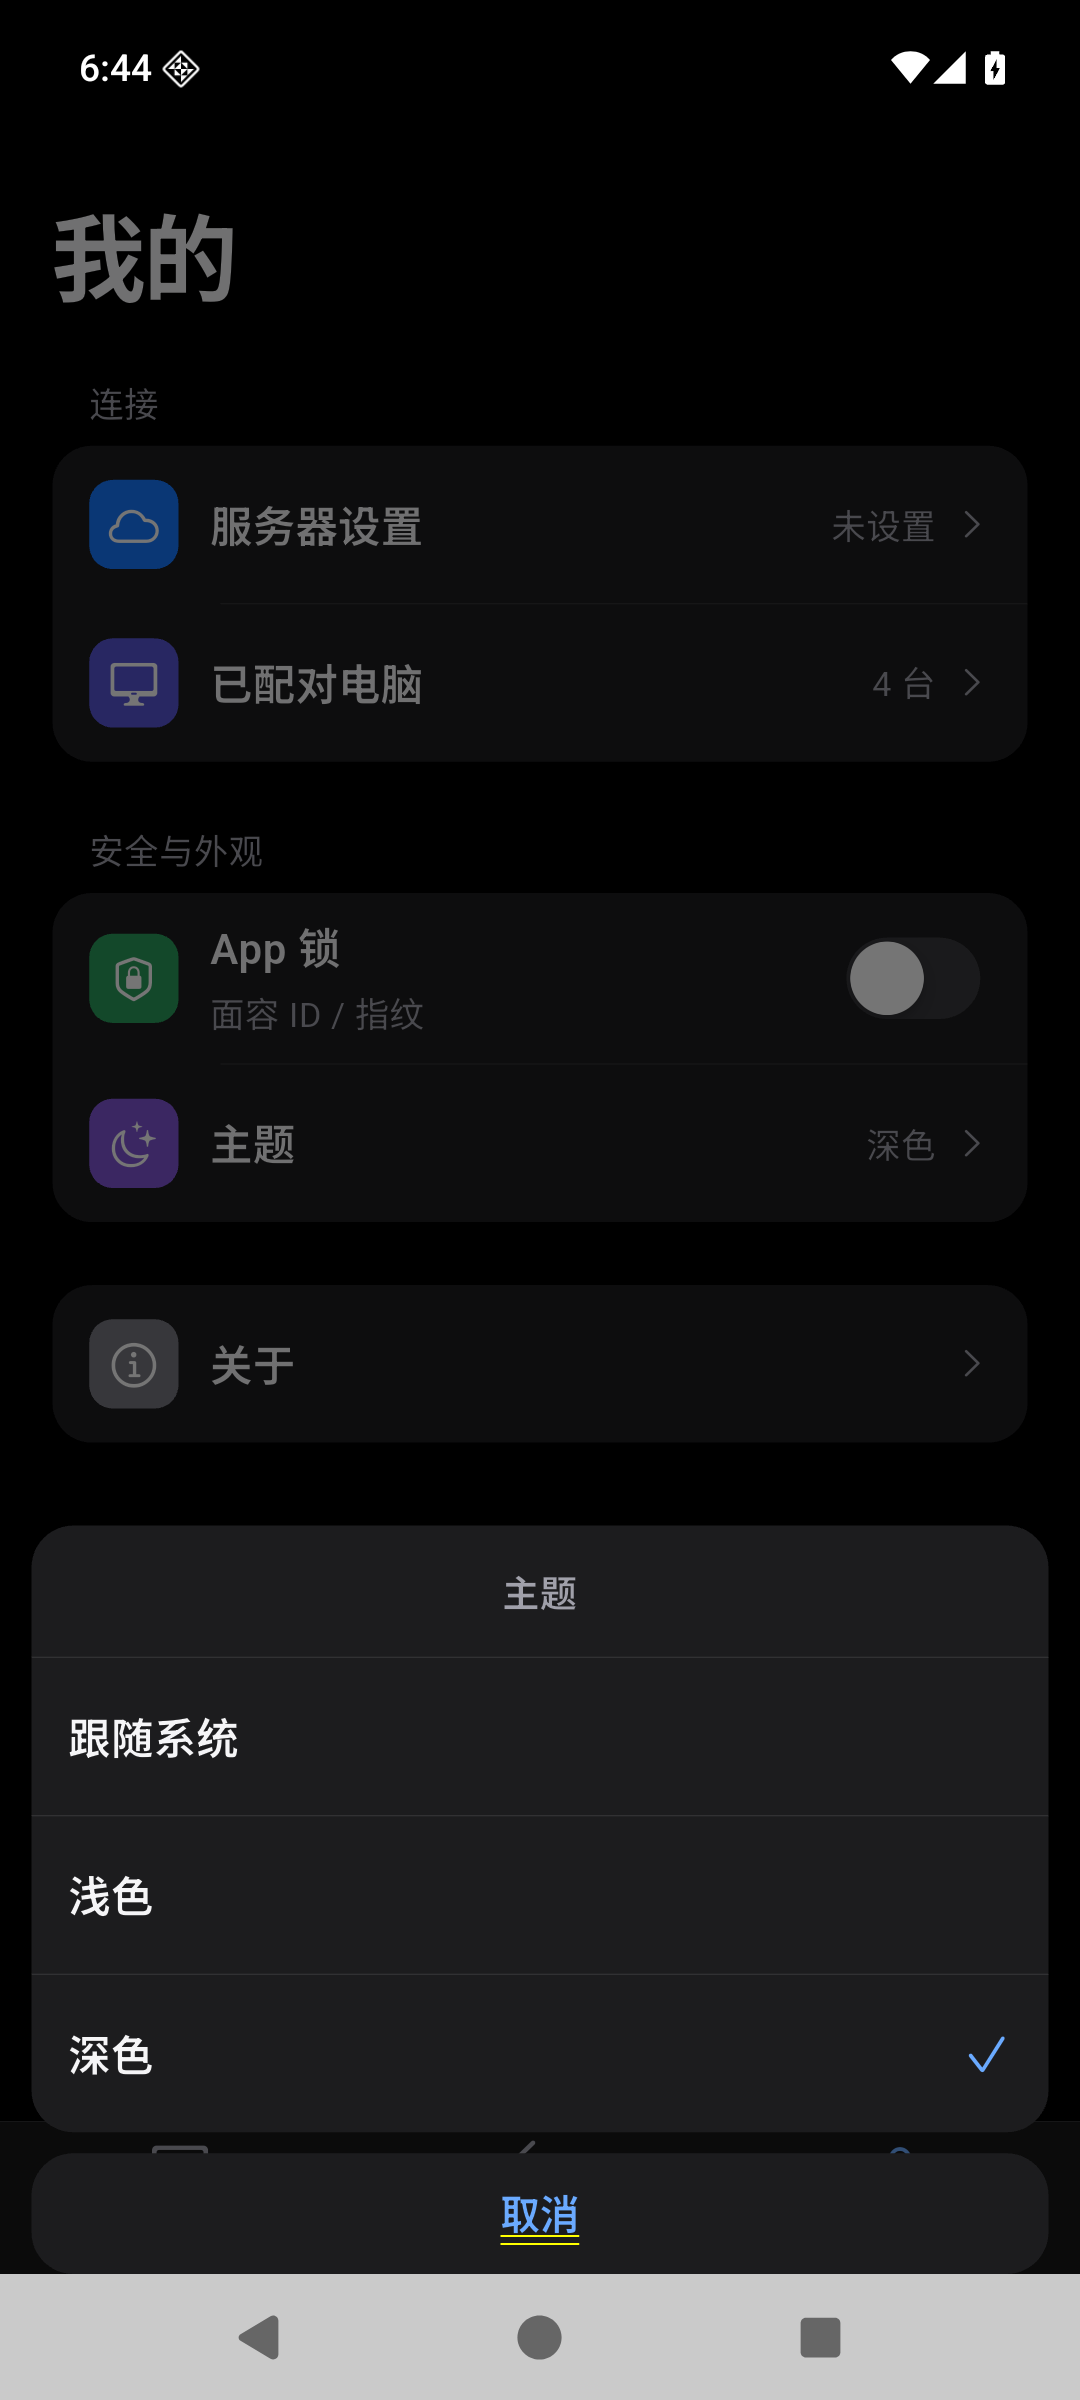 6:44
我的
连接
服务器设置
未设置
已配对电脑
4 台
安全与外观
App 锁
面容 ID / 指纹
主题
深色
关于
主题
跟随系统
浅色
深色
取消